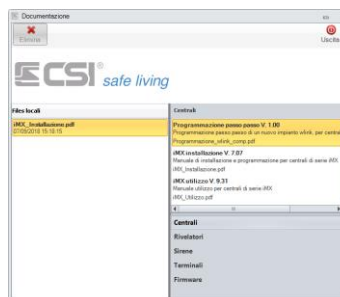 Documentazione
Elimina
Uscita
CSI® safe living
Files locali
iMX_Installazione.pdf
07/09/2018 15:16:15
Centrali
Programmazione passo passo V. 1.00
Programmazione passo passo di un nuovo impianto wlink, per central
Programmazione_wlink_comp.pdf
iMX installazione V. 7.07
Manuale di installazione e programmazione per centrali di serie iMX
iMX_Installazione.pdf
iMX utilizzo V. 9.31
Manuale utilizzo per centrali di serie iMX
iMX_Utilizzo.pdf
Centrali
Rivelatori
Sirene
Terminali
Firmware